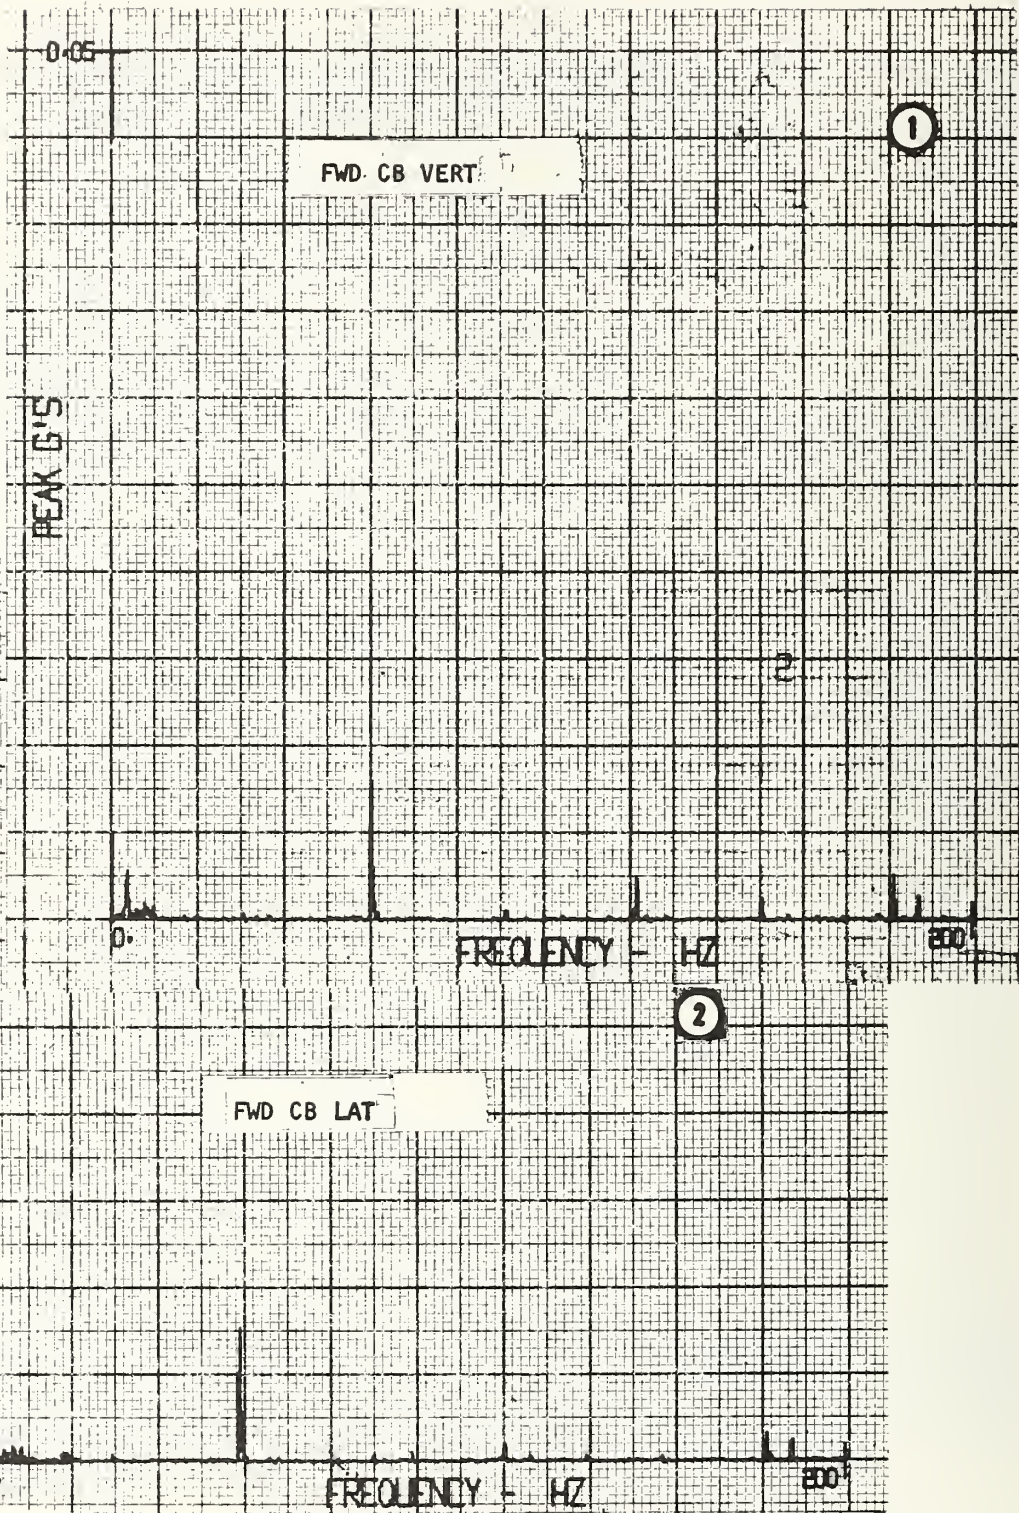 0.05
1
FWD CB VERT
PEAK G'S
2
0.
200
FREQUENCY - HZ
2
FWD CB LAT
200
FREQUENCY - HZ